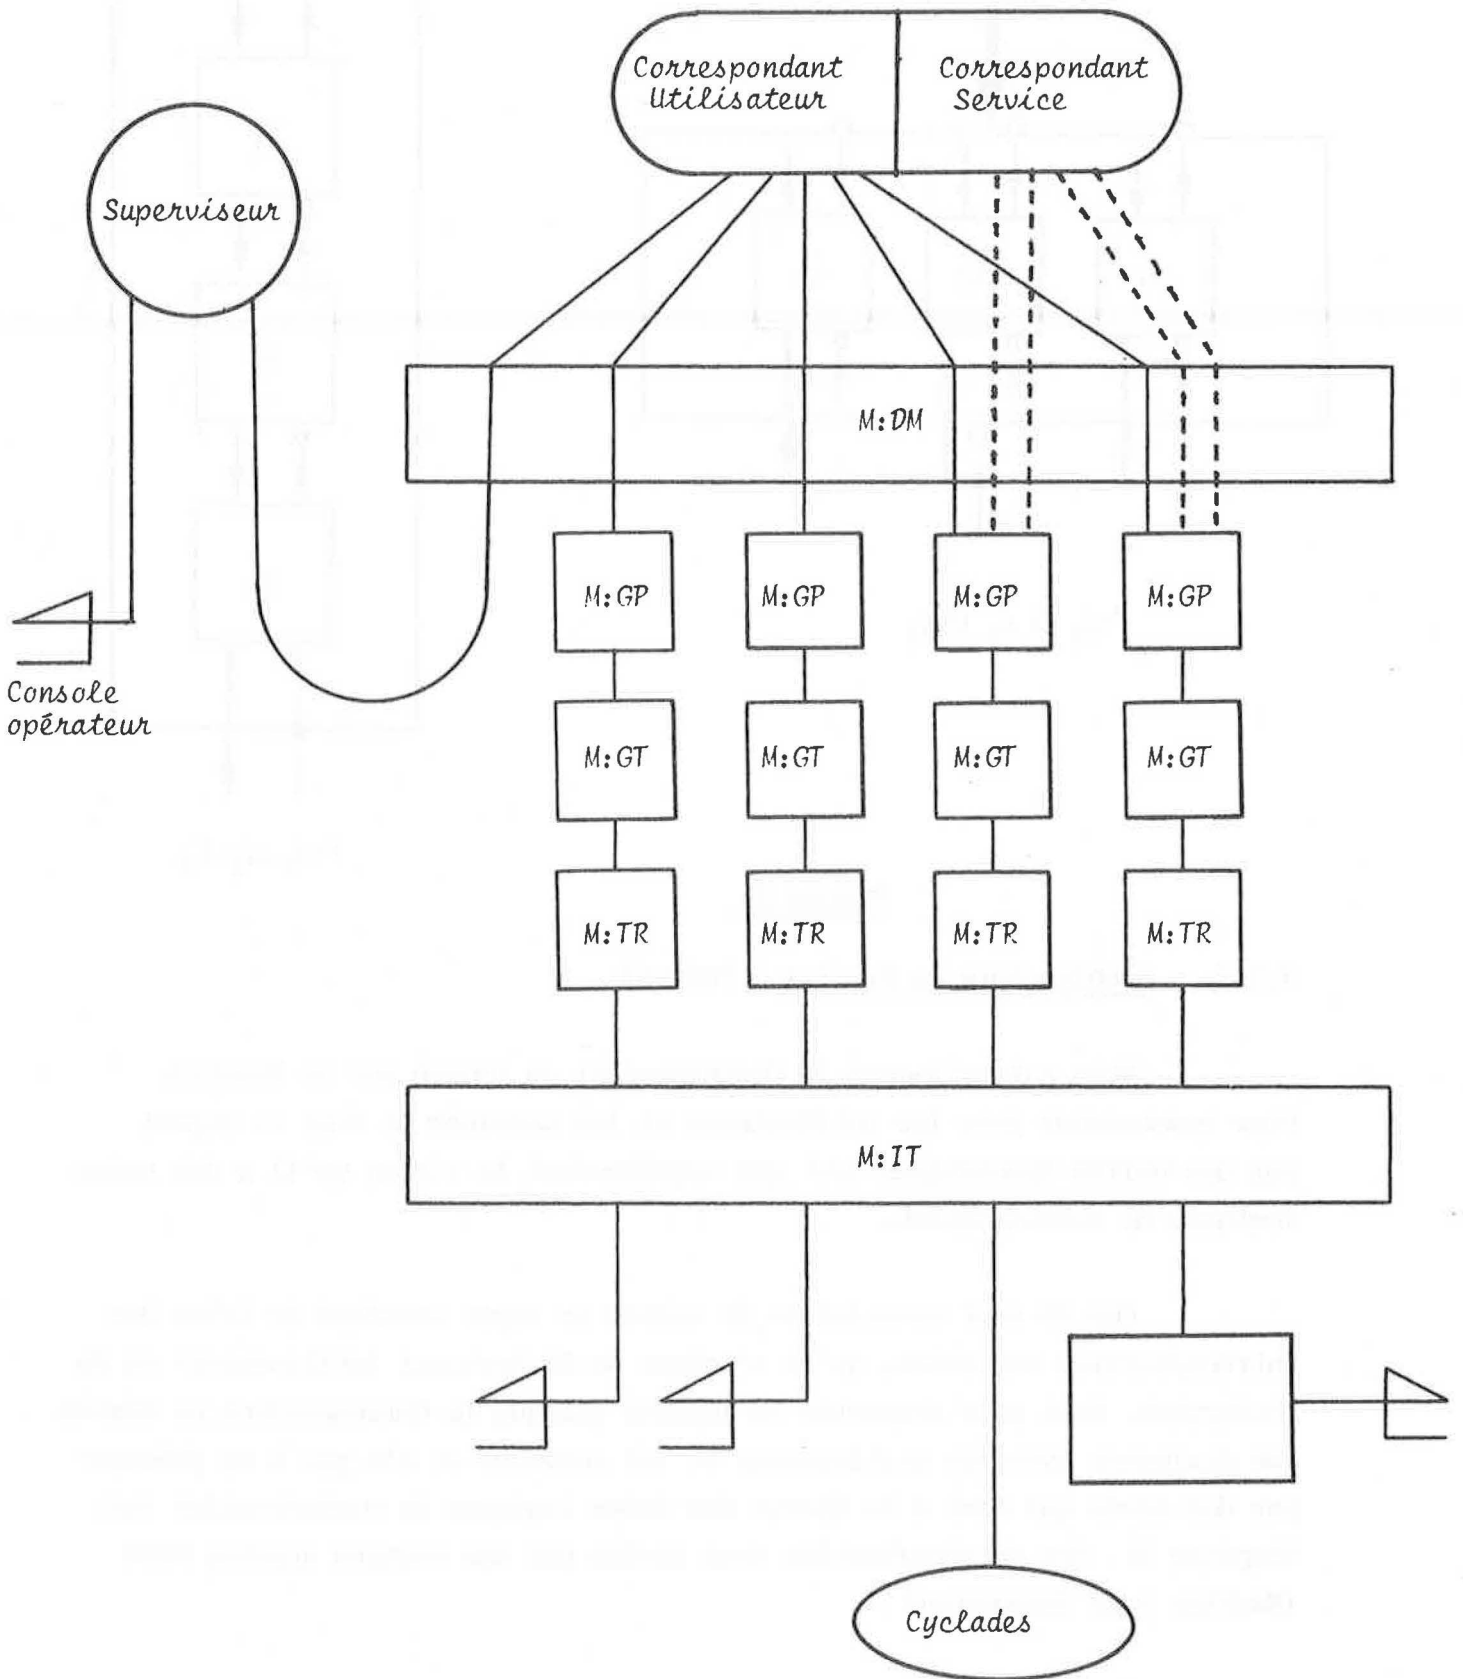 Correspondant
Utilisateur
Correspondant
Service
Superviseur
M:DM
M:GP
M:GP
M:GP
M:GP
Console
opérateur
M:GT
M:GT
M:GT
M:GT
M:TR
M:TR
M:TR
M:TR
M:IT
Cyclades